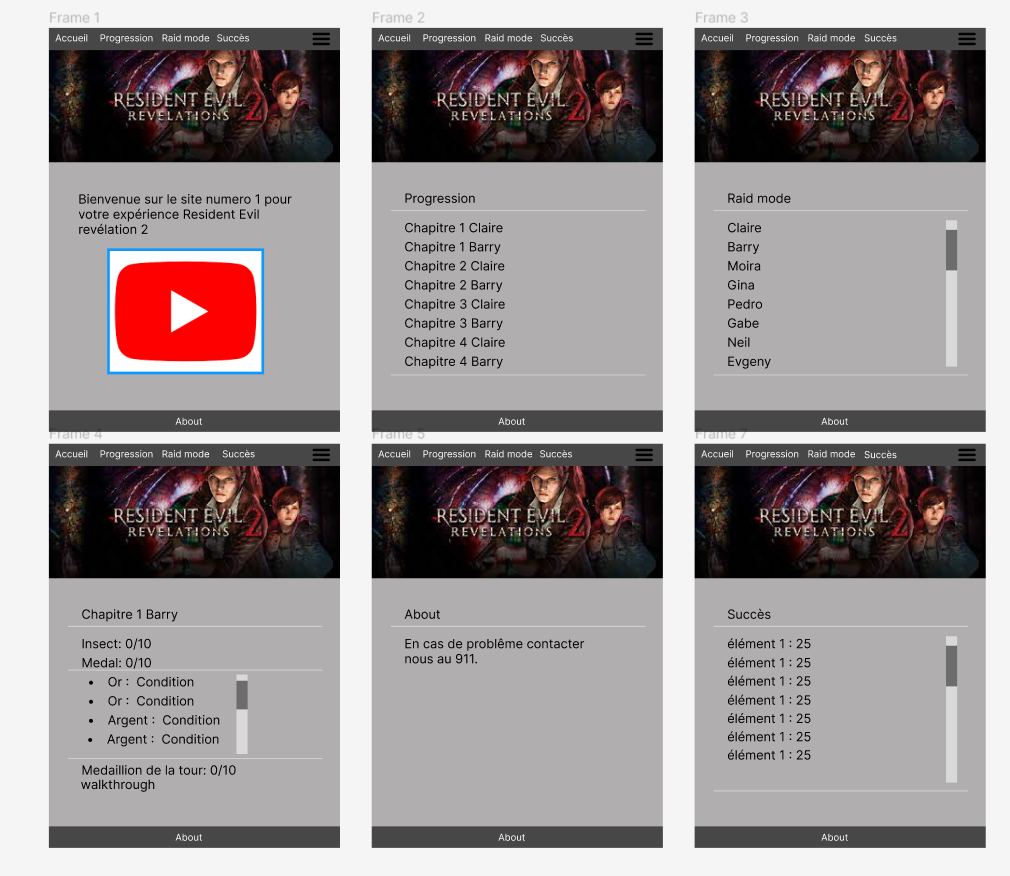 Frame 1
Accueil Progression Raid mode Succès
RESIDENT EVIL
REVELATIONS 2
Bienvenue sur le site numero 1 pour
votre expérience Resident Evil
revélation 2
About
Frame 2
Accueil Progression Raid mode Succès
RESIDENT EVIL
REVELATIONS 2
Progression
Chapitre 1 Claire
Chapitre 1 Barry
Chapitre 2 Claire
Chapitre 2 Barry
Chapitre 3 Claire
Chapitre 3 Barry
Chapitre 4 Claire
Chapitre 4 Barry
About
Frame 3
Accueil Progression Raid mode Succès
RESIDENT EVIL
REVELATIONS 2
Raid mode
Claire
Barry
Moira
Gina
Pedro
Gabe
Neil
Evgeny
About
Frame 4
Accueil Progression Raid mode Succès
RESIDENT EVIL
REVELATIONS 2
Chapitre 1 Barry
Insect: 0/10
Medal: 0/10
• Or : Condition
• Or : Condition
• Argent : Condition
• Argent : Condition
Medaillion de la tour: 0/10
walkthrough
About
Frame 5
Accueil Progression Raid mode Succès
RESIDENT EVIL
REVELATIONS 2
About
En cas de problême contacter
nous au 911.
About
Frame 7
Accueil Progression Raid mode Succès
RESIDENT EVIL
REVELATIONS 2
Succès
élément 1 : 25
élément 1 : 25
élément 1 : 25
élément 1 : 25
élément 1 : 25
élément 1 : 25
élément 1 : 25
About